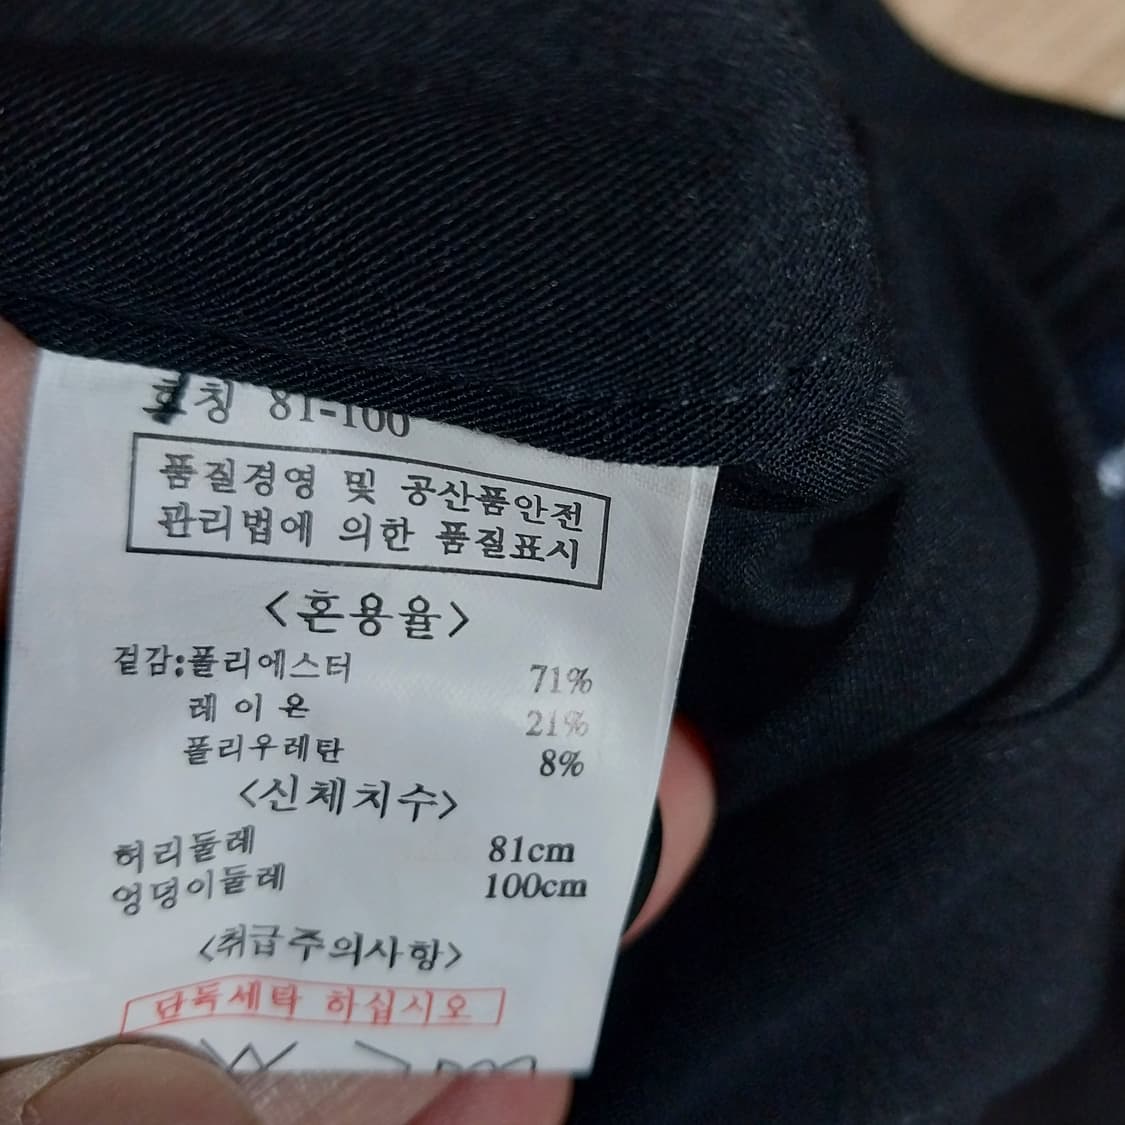 호칭 81-100
품질경영 및 공산품안전
관리법에 의한 품질표시
<혼용율>
겉감:폴리에스터 71%
레이온 21%
폴리우레탄 8%
<신체치수>
허리둘레 81cm
엉덩이둘레 100cm
<취급주의사항>
단독세탁 하십시오